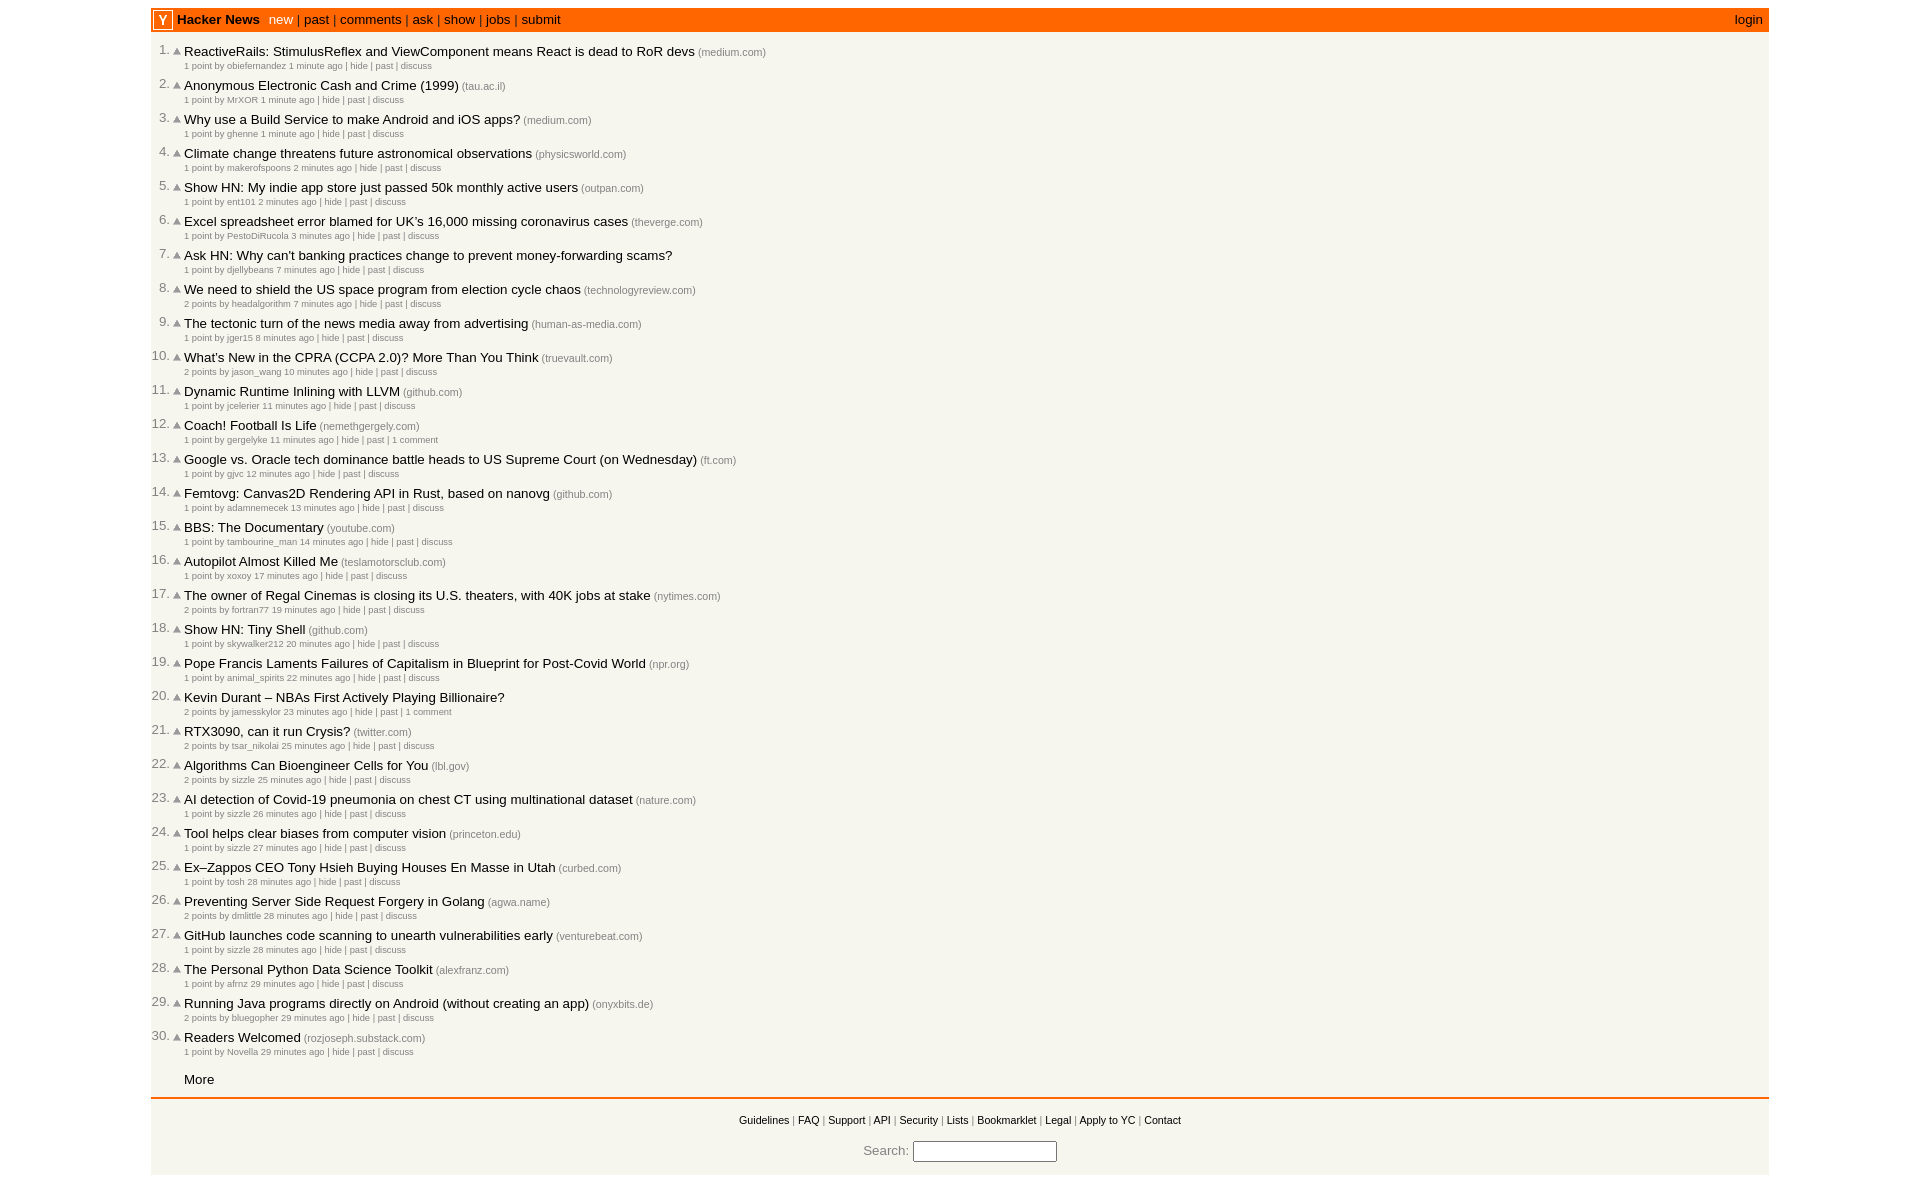 Y Hacker News new | past | comments | ask | show | jobs | submit login
1. ReactiveRails: StimulusReflex and ViewComponent means React is dead to RoR devs (medium.com)
1 point by obiefernandez 1 minute ago | hide | past | discuss
2. Anonymous Electronic Cash and Crime (1999) (tau.ac.il)
1 point by MrXOR 1 minute ago | hide | past | discuss
3. Why use a Build Service to make Android and iOS apps? (medium.com)
1 point by ghenne 1 minute ago | hide | past | discuss
4. Climate change threatens future astronomical observations (physicsworld.com)
1 point by makerofspoons 2 minutes ago | hide | past | discuss
5. Show HN: My indie app store just passed 50k monthly active users (outpan.com)
1 point by ent101 2 minutes ago | hide | past | discuss
6. Excel spreadsheet error blamed for UK’s 16,000 missing coronavirus cases (theverge.com)
1 point by PestoDiRucola 3 minutes ago | hide | past | discuss
7. Ask HN: Why can't banking practices change to prevent money-forwarding scams?
1 point by djellybeans 7 minutes ago | hide | past | discuss
8. We need to shield the US space program from election cycle chaos (technologyreview.com)
2 points by headalgorithm 7 minutes ago | hide | past | discuss
9. The tectonic turn of the news media away from advertising (human-as-media.com)
1 point by jger15 8 minutes ago | hide | past | discuss
10. What’s New in the CPRA (CCPA 2.0)? More Than You Think (truevault.com)
2 points by jason_wang 10 minutes ago | hide | past | discuss
11. Dynamic Runtime Inlining with LLVM (github.com)
1 point by jcelerier 11 minutes ago | hide | past | discuss
12. Coach! Football Is Life (nemethgergely.com)
1 point by gergelyke 11 minutes ago | hide | past | 1 comment
13. Google vs. Oracle tech dominance battle heads to US Supreme Court (on Wednesday) (ft.com)
1 point by gjvc 12 minutes ago | hide | past | discuss
14. Femtovg: Canvas2D Rendering API in Rust, based on nanovg (github.com)
1 point by adamnemecek 13 minutes ago | hide | past | discuss
15. BBS: The Documentary (youtube.com)
1 point by tambourine_man 14 minutes ago | hide | past | discuss
16. Autopilot Almost Killed Me (teslamotorsclub.com)
1 point by xoxoy 17 minutes ago | hide | past | discuss
17. The owner of Regal Cinemas is closing its U.S. theaters, with 40K jobs at stake (nytimes.com)
2 points by fortran77 19 minutes ago | hide | past | discuss
18. Show HN: Tiny Shell (github.com)
1 point by skywalker212 20 minutes ago | hide | past | discuss
19. Pope Francis Laments Failures of Capitalism in Blueprint for Post-Covid World (npr.org)
1 point by animal_spirits 22 minutes ago | hide | past | discuss
20. Kevin Durant – NBAs First Actively Playing Billionaire?
2 points by jamesskylor 23 minutes ago | hide | past | 1 comment
21. RTX3090, can it run Crysis? (twitter.com)
2 points by tsar_nikolai 25 minutes ago | hide | past | discuss
22. Algorithms Can Bioengineer Cells for You (lbl.gov)
2 points by sizzle 25 minutes ago | hide | past | discuss
23. AI detection of Covid-19 pneumonia on chest CT using multinational dataset (nature.com)
1 point by sizzle 26 minutes ago | hide | past | discuss
24. Tool helps clear biases from computer vision (princeton.edu)
1 point by sizzle 27 minutes ago | hide | past | discuss
25. Ex–Zappos CEO Tony Hsieh Buying Houses En Masse in Utah (curbed.com)
1 point by tosh 28 minutes ago | hide | past | discuss
26. Preventing Server Side Request Forgery in Golang (agwa.name)
2 points by dmlittle 28 minutes ago | hide | past | discuss
27. GitHub launches code scanning to unearth vulnerabilities early (venturebeat.com)
1 point by sizzle 28 minutes ago | hide | past | discuss
28. The Personal Python Data Science Toolkit (alexfranz.com)
1 point by afrnz 29 minutes ago | hide | past | discuss
29. Running Java programs directly on Android (without creating an app) (onyxbits.de)
2 points by bluegopher 29 minutes ago | hide | past | discuss
30. Readers Welcomed (rozjoseph.substack.com)
1 point by Novella 29 minutes ago | hide | past | discuss
More
Guidelines | FAQ | Support | API | Security | Lists | Bookmarklet | Legal | Apply to YC | Contact
Search: